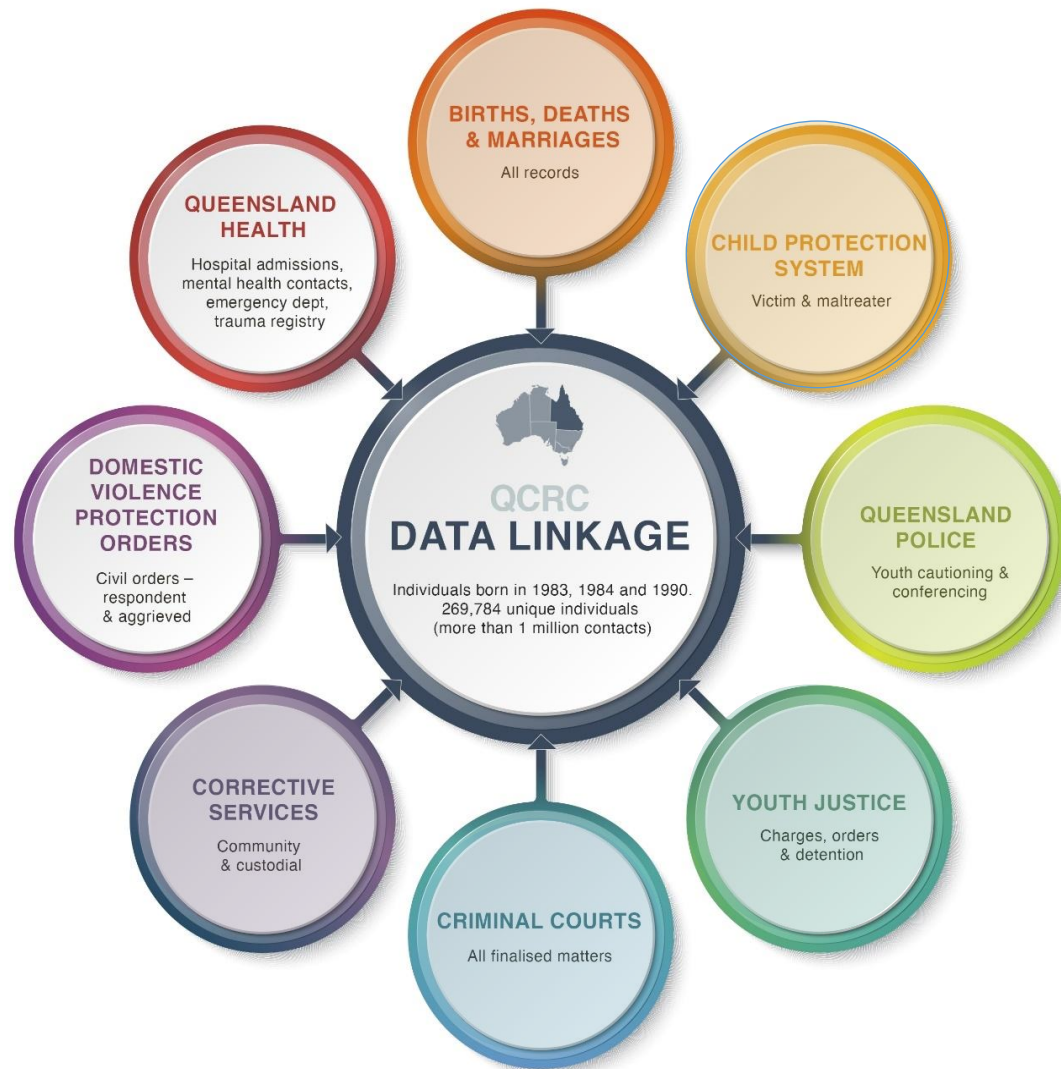 BIRTHS, DEATHS
& MARRIAGES
All records
CHILD PROTECTION
SYSTEM
Victim & maltreater
QUEENSLAND
POLICE
Youth cautioning &
conferencing
YOUTH JUSTICE
Charges, orders
& detention
CRIMINAL COURTS
All finalised matters
CORRECTIVE
SERVICES
Community
& custodial
DOMESTIC
VIOLENCE
PROTECTION
ORDERS
Civil orders –
respondent
& aggrieved
QUEENSLAND
HEALTH
Hospital admissions,
mental health contacts,
emergency dept,
trauma registry
QCRC
DATA LINKAGE
Individuals born in 1983, 1984 and 1990.
269,784 unique individuals
(more than 1 million contacts)